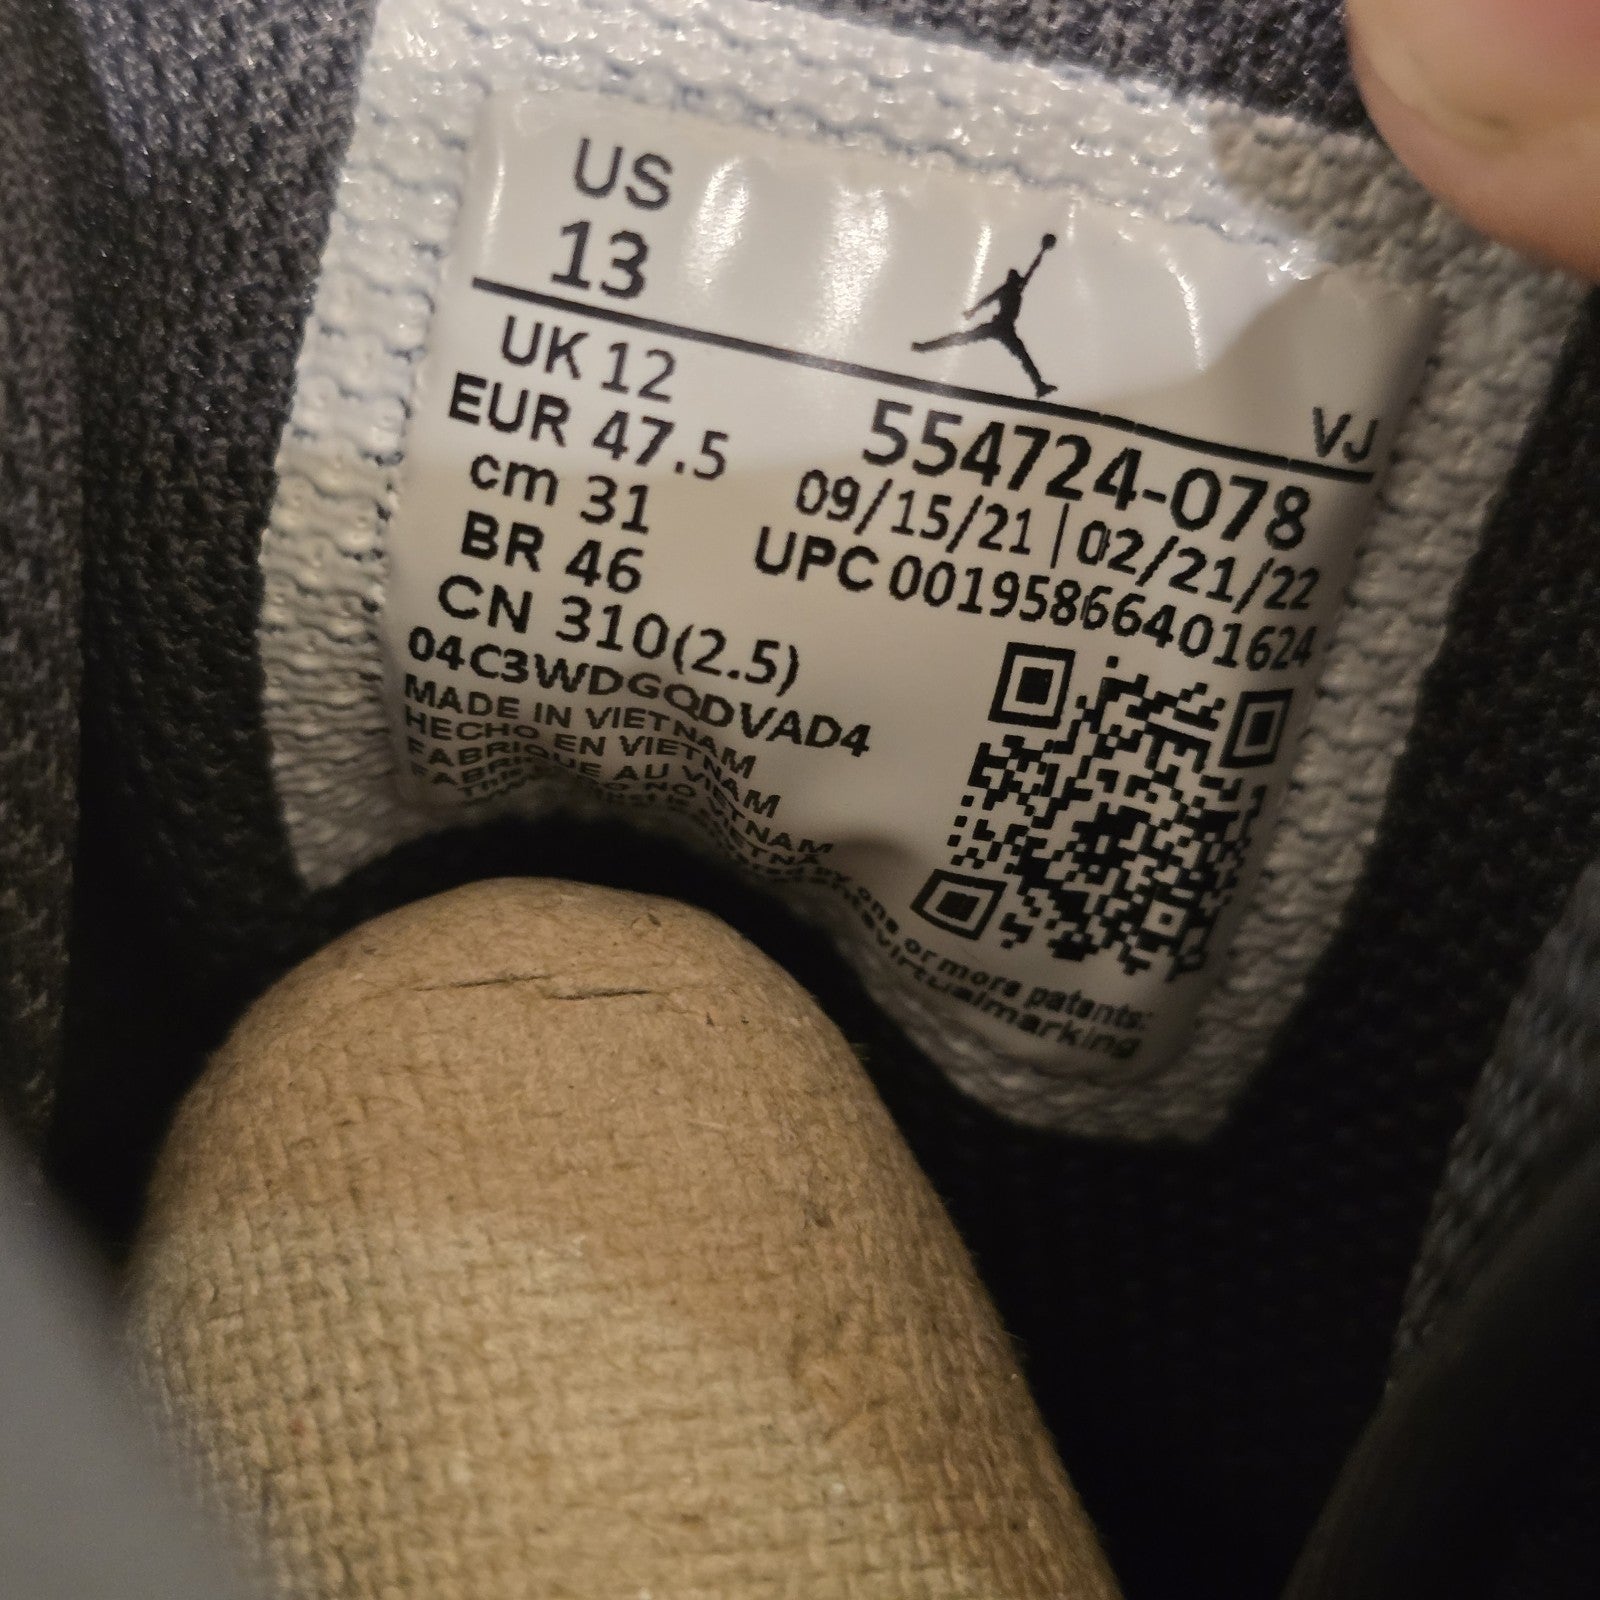 US
13
UK 12
EUR 47.5
cm 31
BR 46
CN 310(2.5)
04C3WDGQDVAD4
MADE IN VIETNAM
HECHO EN VIETNAM
FABRIQUE AU VIETNAM
VJ
554724-078
09/15/21 | 02/21/22
UPC 00195866401624
by one or more patents:
virtualmarking